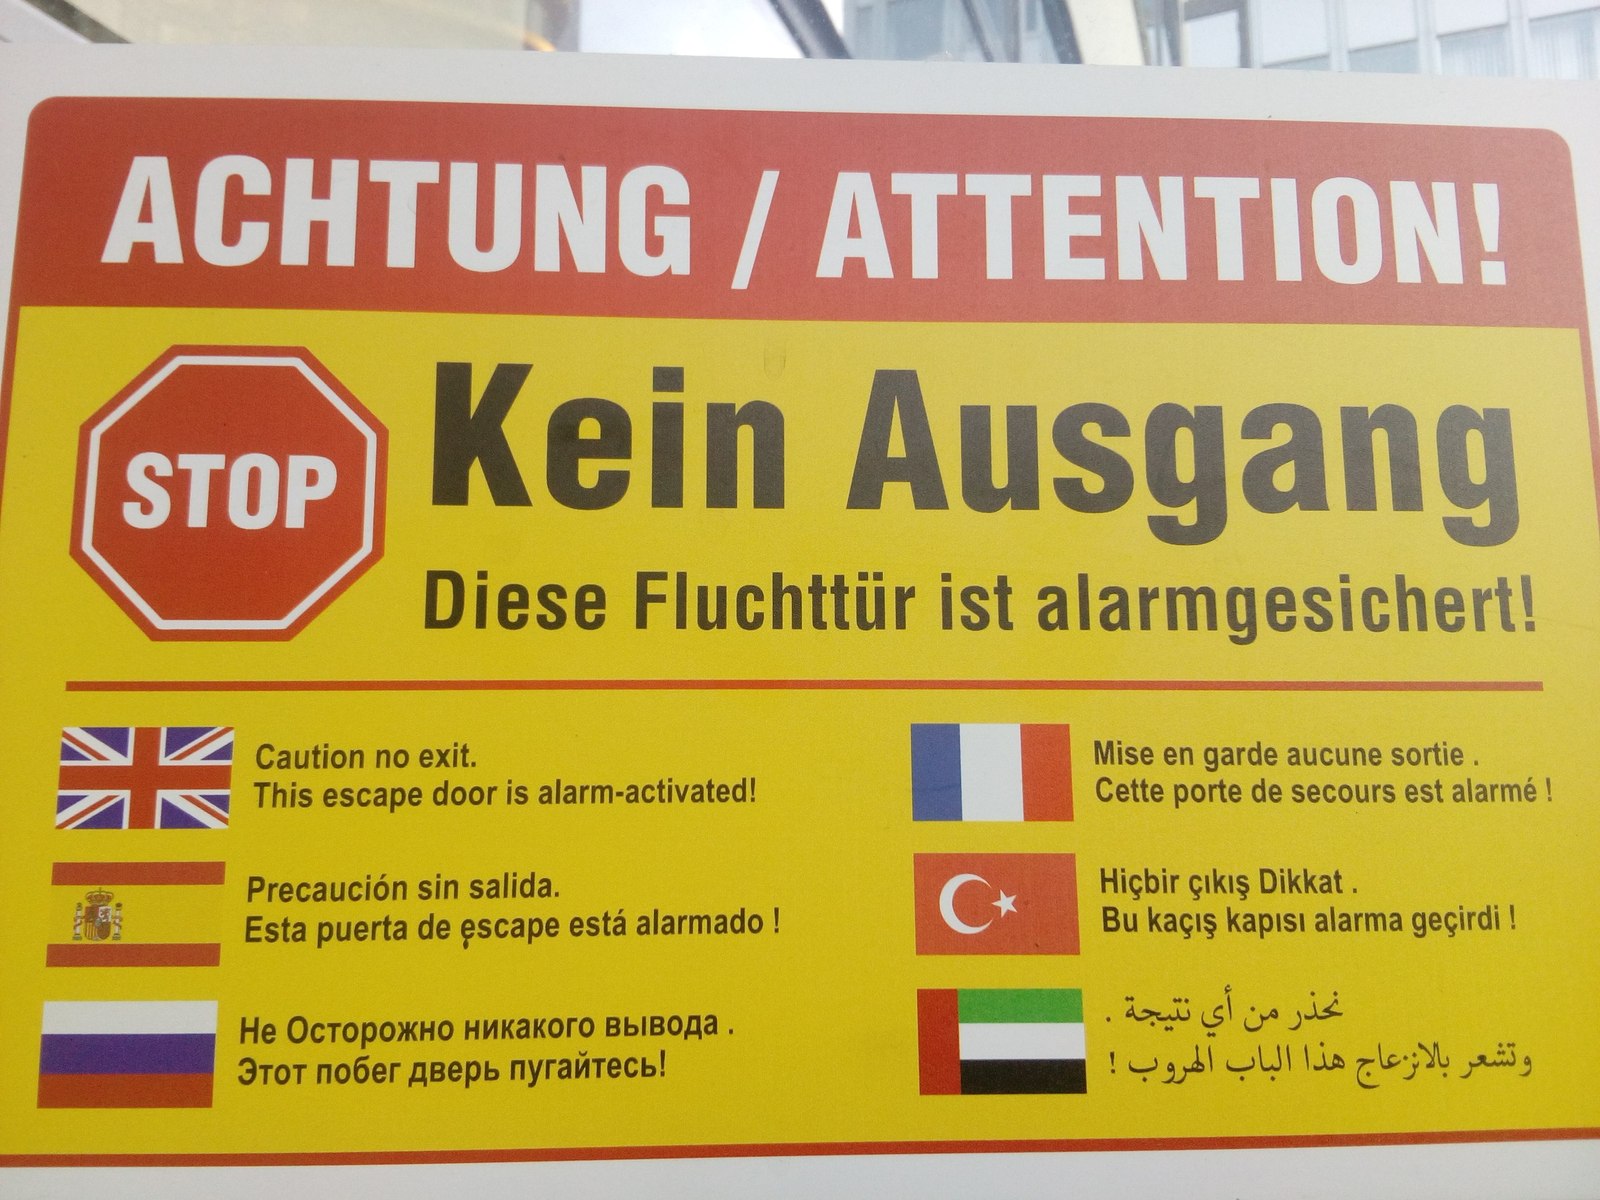 ACHTUNG / ATTENTION!
STOP
Kein Ausgang
Diese Fluchttür ist alarmgesichert!
Caution no exit.
This escape door is alarm-activated!
Mise en garde aucune sortie .
Cette porte de secours est alarmé !
Precaución sin salida.
Esta puerta de escape está alarmado !
Hiçbir çıkış Dikkat .
Bu kaçış kapısı alarma geçirdi !
Не Осторожно никакого вывода .
Этот побег дверь пугайтесь!
نحذر من أي نتيجة .
وتشعر بالانزعاج هذا الباب الهروب !